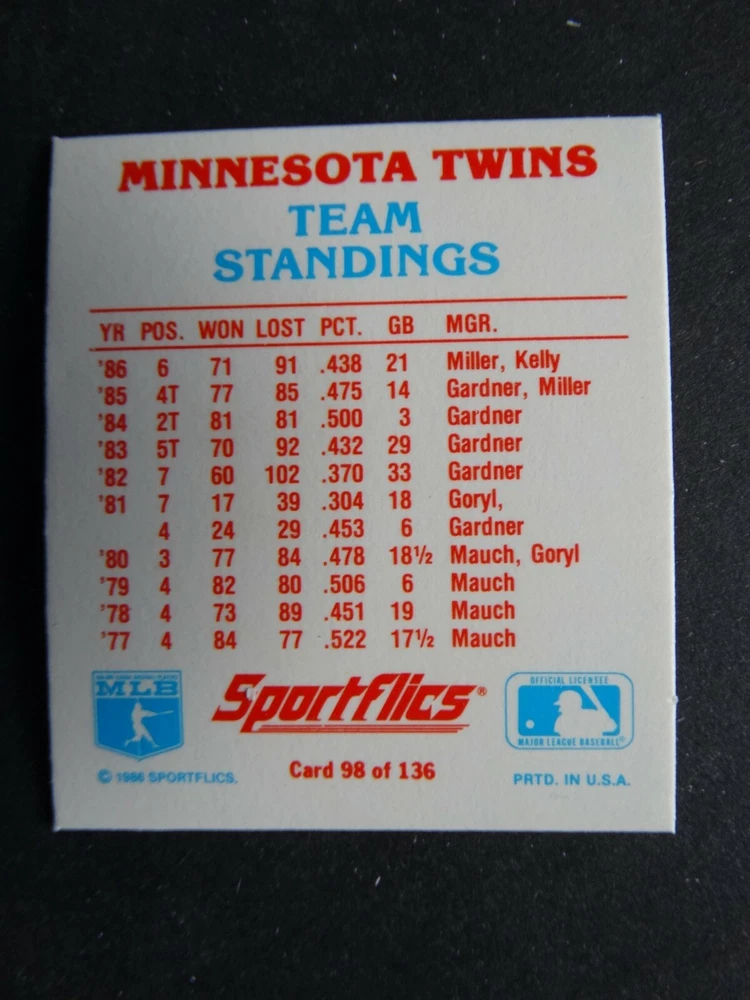 MINNESOTA TWINS
TEAM
STANDINGS
YR POS. WON LOST PCT. GB MGR.
'86 6 71 91 .438 21 Miller, Kelly
'85 4T 77 85 .475 14 Gardner, Miller
'84 2T 81 81 .500 3 Gardner
'83 5T 70 92 .432 29 Gardner
'82 7 60 102 .370 33 Gardner
'81 7 17 39 .304 18 Goryl,
4 24 29 .453 6 Gardner
'80 3 77 84 .478 18½ Mauch, Goryl
'79 4 82 80 .506 6 Mauch
'78 4 73 89 .451 19 Mauch
'77 4 84 77 .522 17½ Mauch
MLB
Sportflics®
OFFICIAL LICENSEE
MAJOR LEAGUE BASEBALL®
© 1986 SPORTFLICS.
Card 98 of 136
PRTD. IN U.S.A.